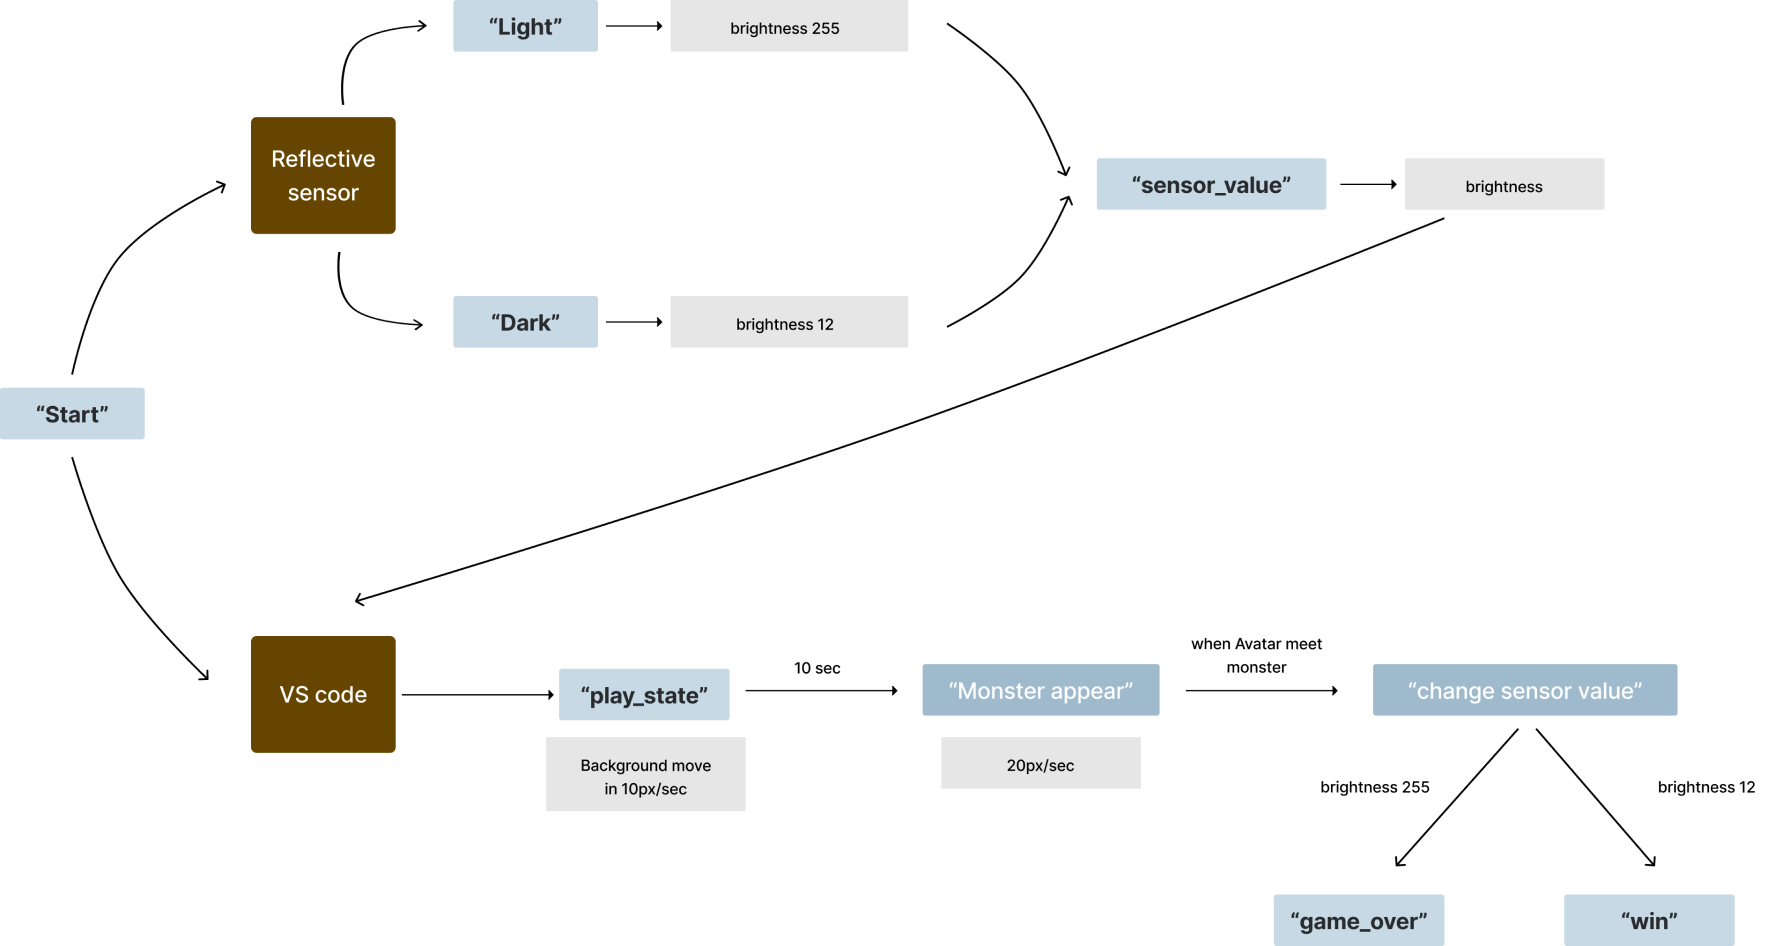 “Light”
brightness 255
Reflective
sensor
“sensor_value”
brightness
“Dark”
brightness 12
“Start”
VS code
“play_state”
Background move
in 10px/sec
10 sec
“Monster appear”
20px/sec
when Avatar meet
monster
“change sensor value”
brightness 255
brightness 12
“game_over”
“win”